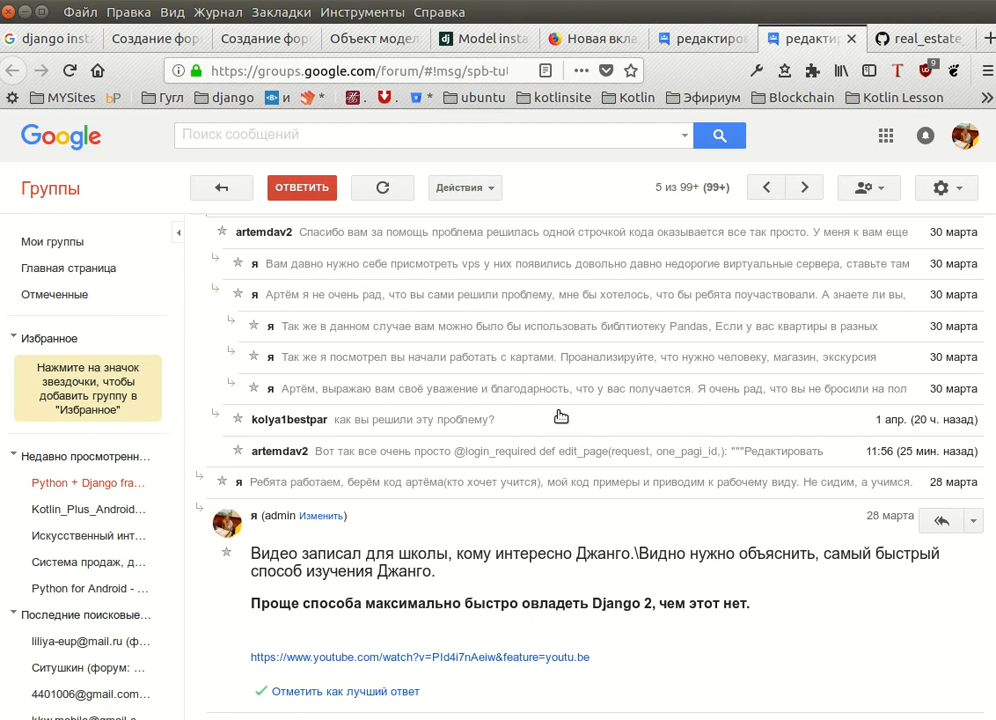 Файл Правка Вид Журнал Закладки Инструменты Справка
django inst
Создание фор
Создание фор
Объект модел
dj Model insta
Новая вкла
редактиро
редакти
real_estate_
https://groups.google.com/forum/#!msg/spb-tut
9
MYSites
bP
Гугл
django
и
*
.
.
*
ubuntu
kotlinsite
Kotlin
Эфириум
Blockchain
Kotlin Lesson
Google
Поиск сообщений
Группы
ОТВЕТИТЬ
Действия
5 из 99+ (99+)
Мои группы
Главная страница
Отмеченные
Избранное
Нажмите на значок
звездочки, чтобы
добавить группу в
"Избранное"
Недавно просмотренн...
Python + Django fra...
Kotlin_Plus_Android...
Искусственный инт...
Система продаж, д...
Python for Android - ...
Последние поисковые...
liliya-eup@mail.ru (ф...
Ситушкин (форум: ...
4401006@gmail.com...
kkw.mobile@gmail.c...
artemdav2 Спасибо вам за помощь проблема решилась одной строчкой кода оказывается все так просто. У меня к вам еще 30 марта
я Вам давно нужно себе присмотреть vps у них появились довольно давно недорогие виртуальные сервера, ставьте там 30 марта
я Артём я не очень рад, что вы сами решили проблему, мне бы хотелось, что бы ребята поучаствовали. А знаете ли вы, 30 марта
я Так же в данном случае вам можно было бы использовать библтиотеку Pandas, Если у вас квартиры в разных 30 марта
я Так же я посмотрел вы начали работать с картами. Проанализируйте, что нужно человеку, магазин, экскурсия 30 марта
я Артём, выражаю вам своё уважение и благодарность, что у вас получается. Я очень рад, что вы не бросили на пол 30 марта
kolya1bestpar как вы решили эту проблему? 1 апр. (20 ч. назад)
artemdav2 Вот так все очень просто @login_required def edit_page(request, one_pagi_id,): """Редактировать 11:56 (25 мин. назад)
я Ребята работаем, берём код артёма(кто хочет учится), мой код примеры и приводим к рабочему виду. Не сидим, а учимся. 28 марта
я (admin Изменить) 28 марта
Видео записал для школы, кому интересно Джанго.\Видно нужно объяснить, самый быстрый
способ изучения Джанго.
Проще способа максимально быстро овладеть Django 2, чем этот нет.
https://www.youtube.com/watch?v=PId4i7nAeiw&feature=youtu.be
Отметить как лучший ответ